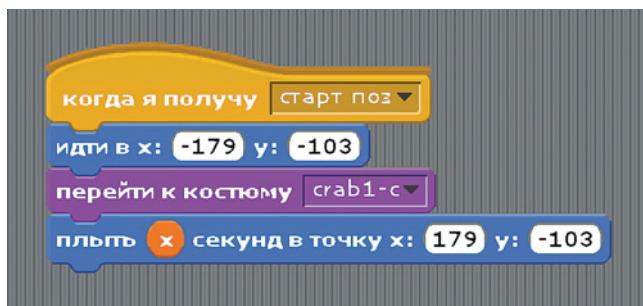 когда я получу старт поз
идти в x: -179 y: -103
перейти к костюму crab1-c
плыть x секунд в точку x: 179 y: -103